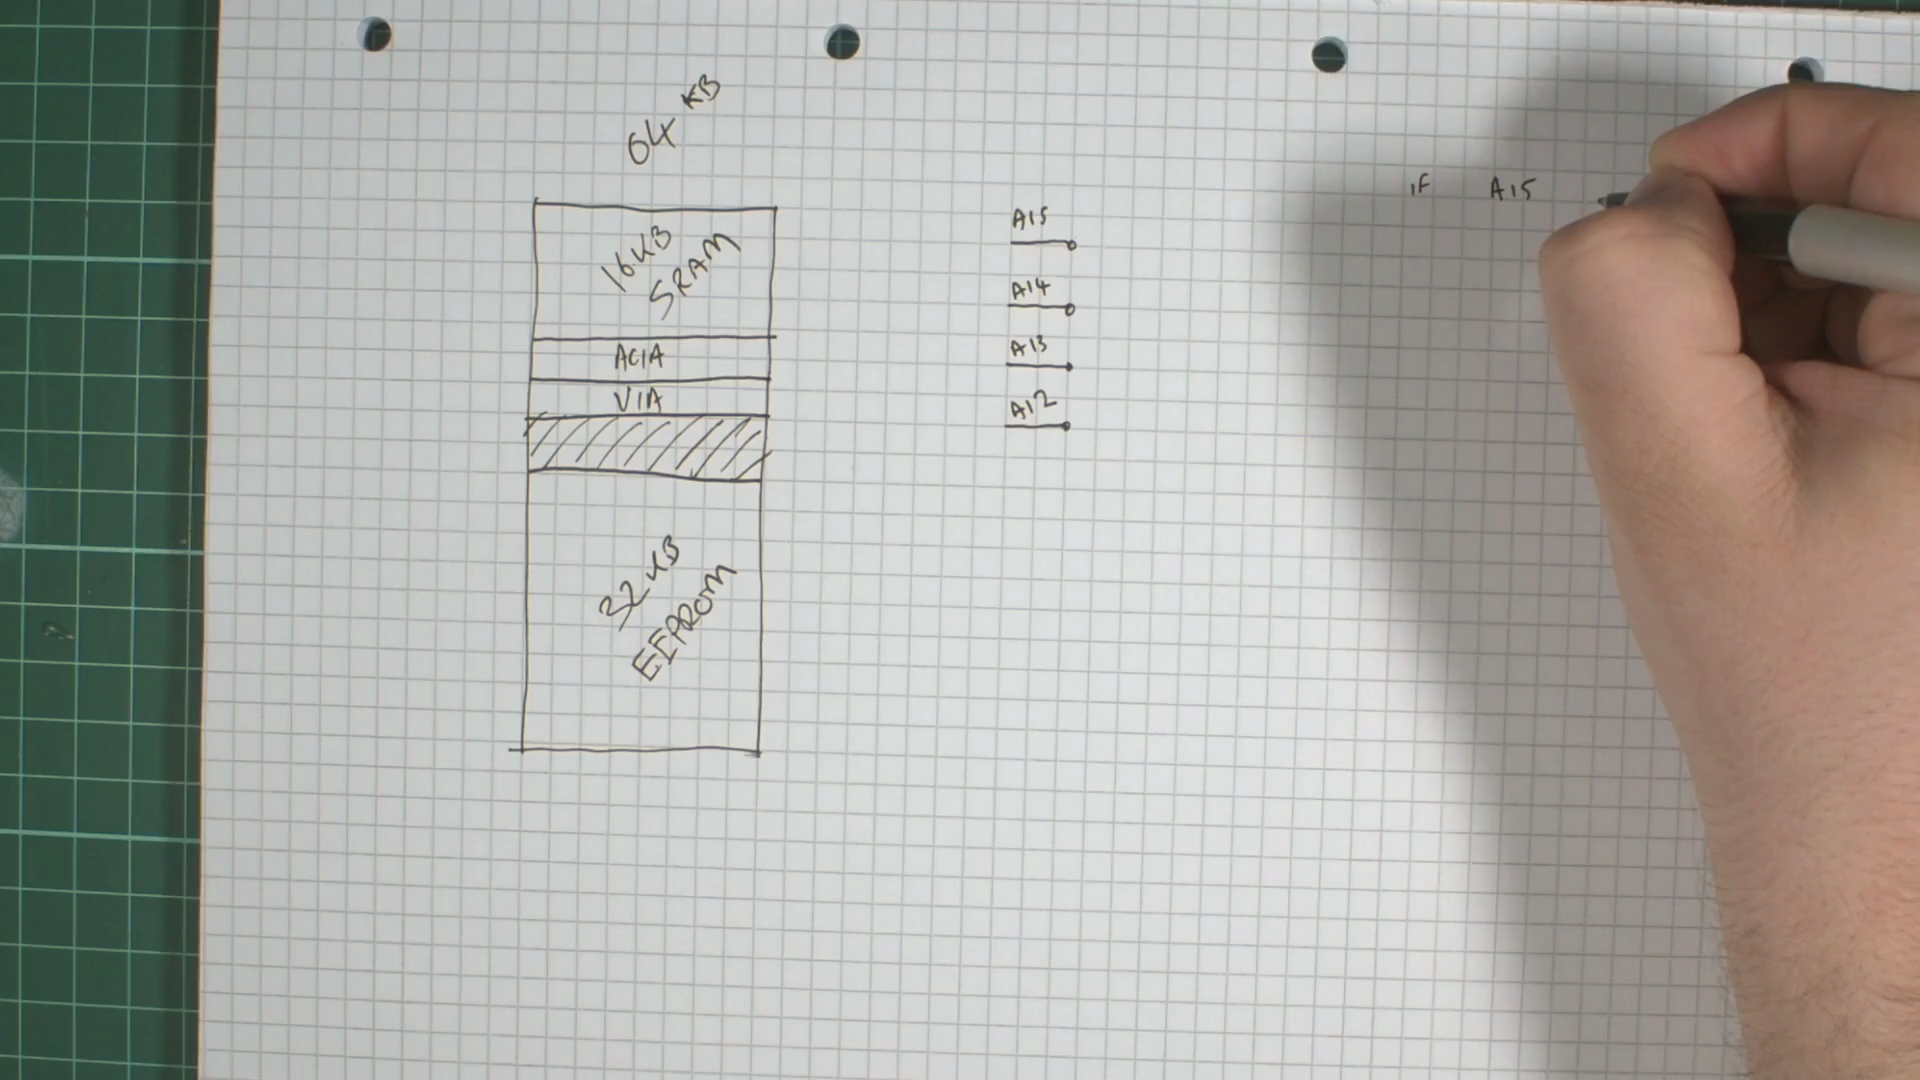 64 KB
16KB
SRAM
ACIA
VIA
32 KB
EEPROM
A15
A14
A13
A12
IF A15